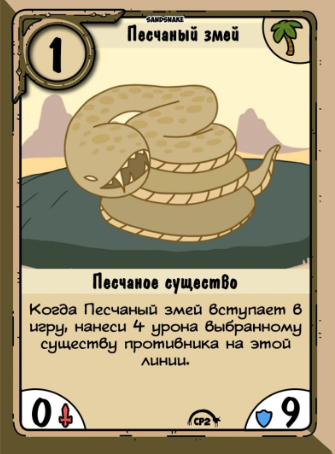 SANDSNAKE
Песчаный змей
1
Песчаное существо
Когда Песчаный змей вступает в
игру, нанеси 4 урона выбранному
существу противника на этой
линии.
0
CP2
9